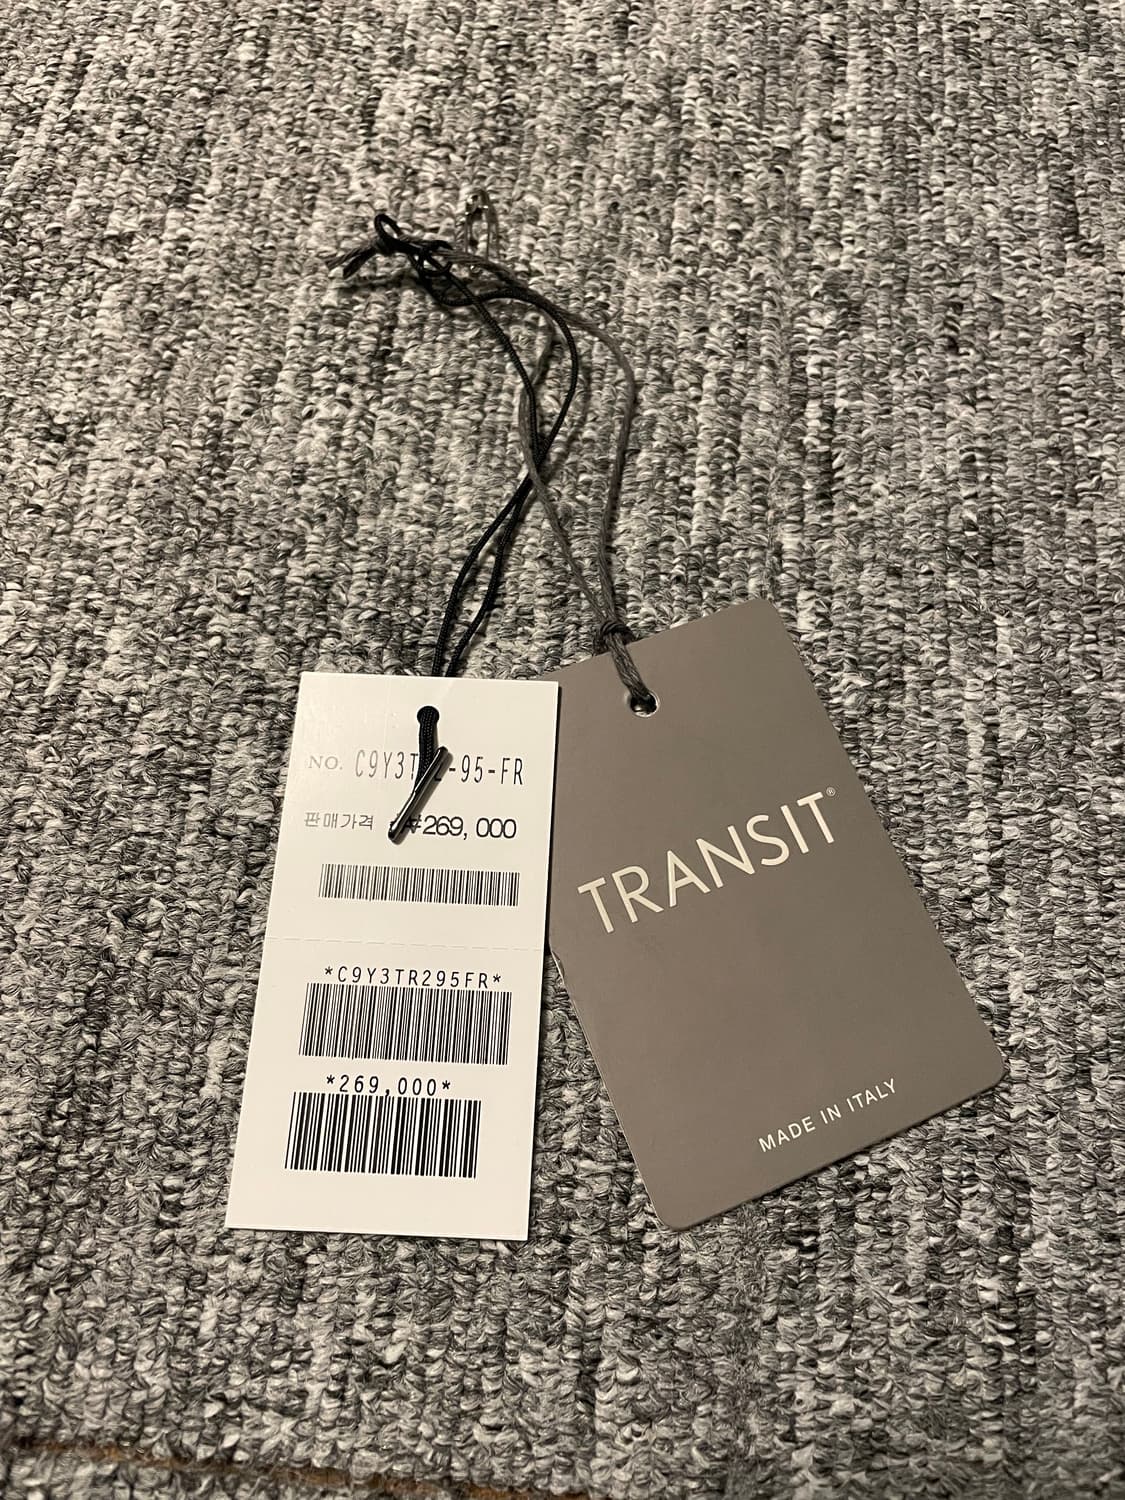 NO.
판매가격 ₩269,000
*C9Y3TR295FR*
*269,000*
TRANSIT®
MADE IN ITALY